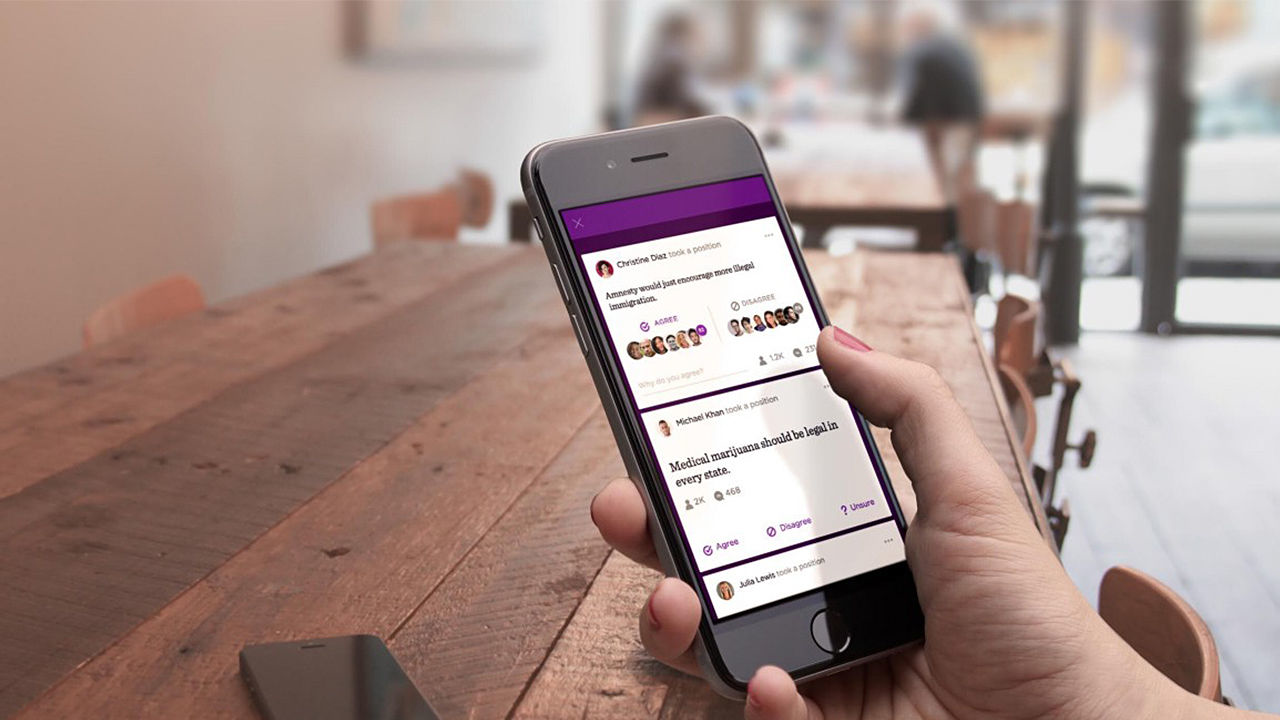 Christine Diaz took a position
Amnesty would just encourage more illegal
immigration.
AGREE
DISAGREE
Why do you agree?
1.2K
Michael Khan took a position
Medical marijuana should be legal in
every state.
2K 468
Agree Disagree ? Unsure
Julia Lewis took a position